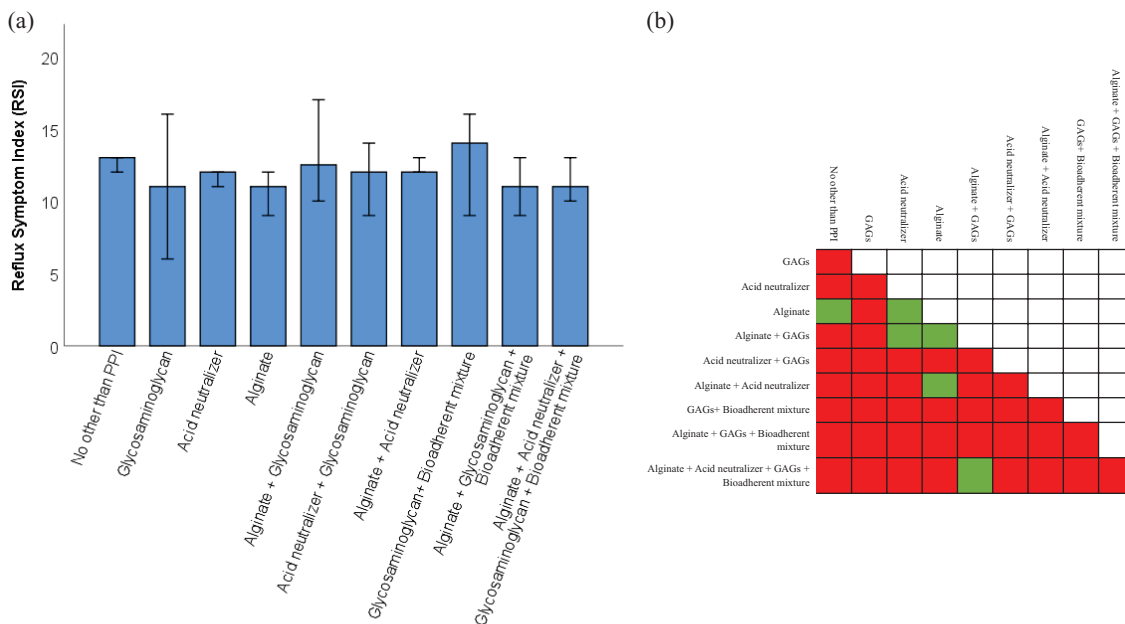 (a)
Reflux Symptom Index (RSI)
20
15
10
5
0
No other than PPI
Glycosaminoglycan
Acid neutralizer
Alginate
Alginate + Glycosaminoglycan
Acid neutralizer + Glycosaminoglycan
Alginate + Acid neutralizer
Glycosaminoglycan+ Bioadherent mixture
Alginate + Glycosaminoglycan +
Bioadherent mixture
Alginate + Acid neutralizer +
Glycosaminoglycan + Bioadherent mixture
(b)
No other than PPI
GAGs
Acid neutralizer
Alginate
Alginate + GAGs
Acid neutralizer + GAGs
Alginate + Acid neutralizer
GAGs+ Bioadherent mixture
Alginate + GAGs + Bioadherent mixture
GAGs
Acid neutralizer
Alginate
Alginate + GAGs
Acid neutralizer + GAGs
Alginate + Acid neutralizer
GAGs+ Bioadherent mixture
Alginate + GAGs + Bioadherent
mixture
Alginate + Acid neutralizer + GAGs +
Bioadherent mixture